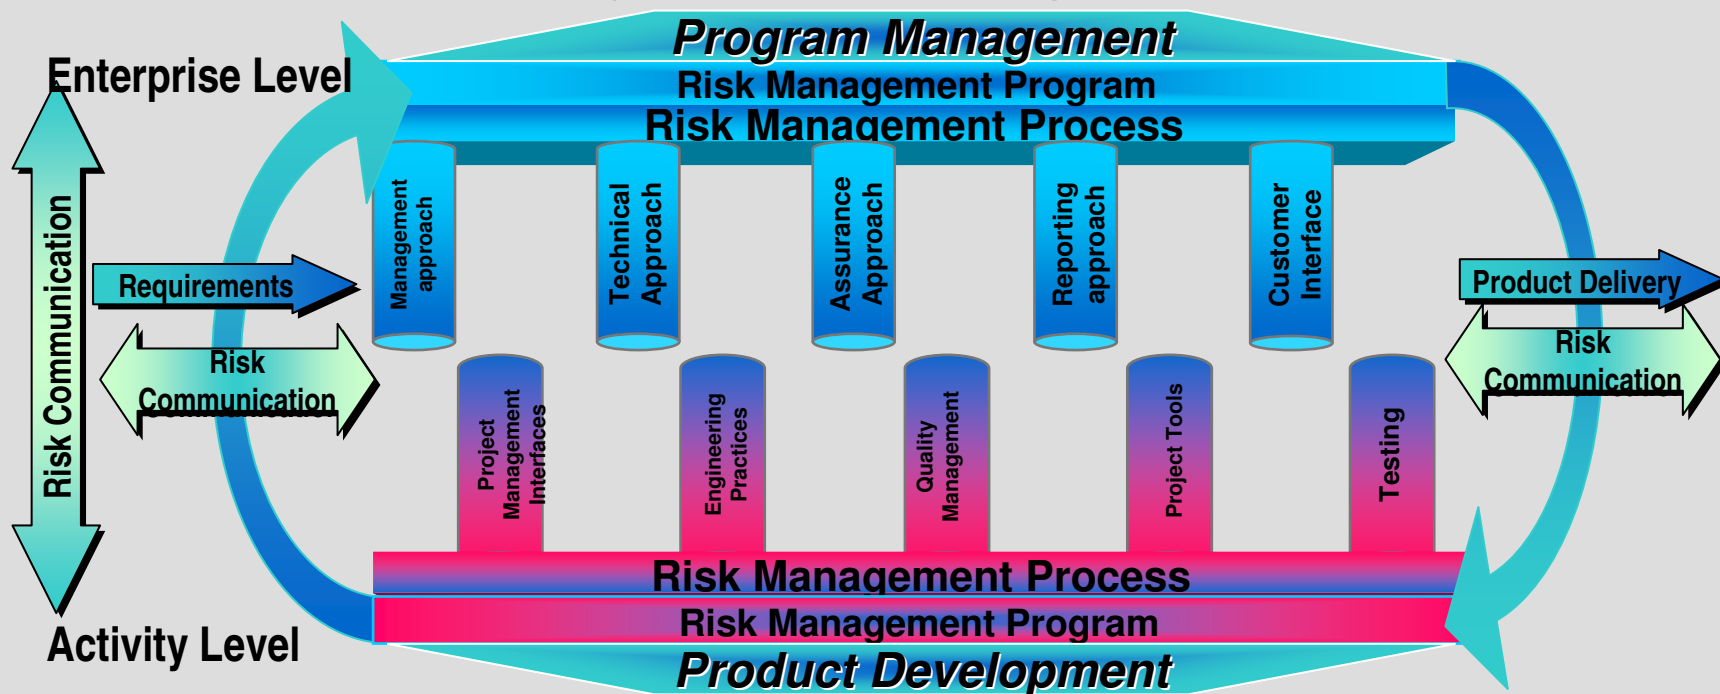 Program Management
Enterprise Level
Risk Management Program
Risk Management Process
Management
approach
Technical
Approach
Assurance
Approach
Reporting
approach
Customer
Interface
Risk Communication
Requirements
Product Delivery
Risk
Communication
Risk
Communication
Project
Management
Interfaces
Engineering
Practices
Quality
Management
Project Tools
Testing
Risk Management Process
Risk Management Program
Activity Level
Product Development